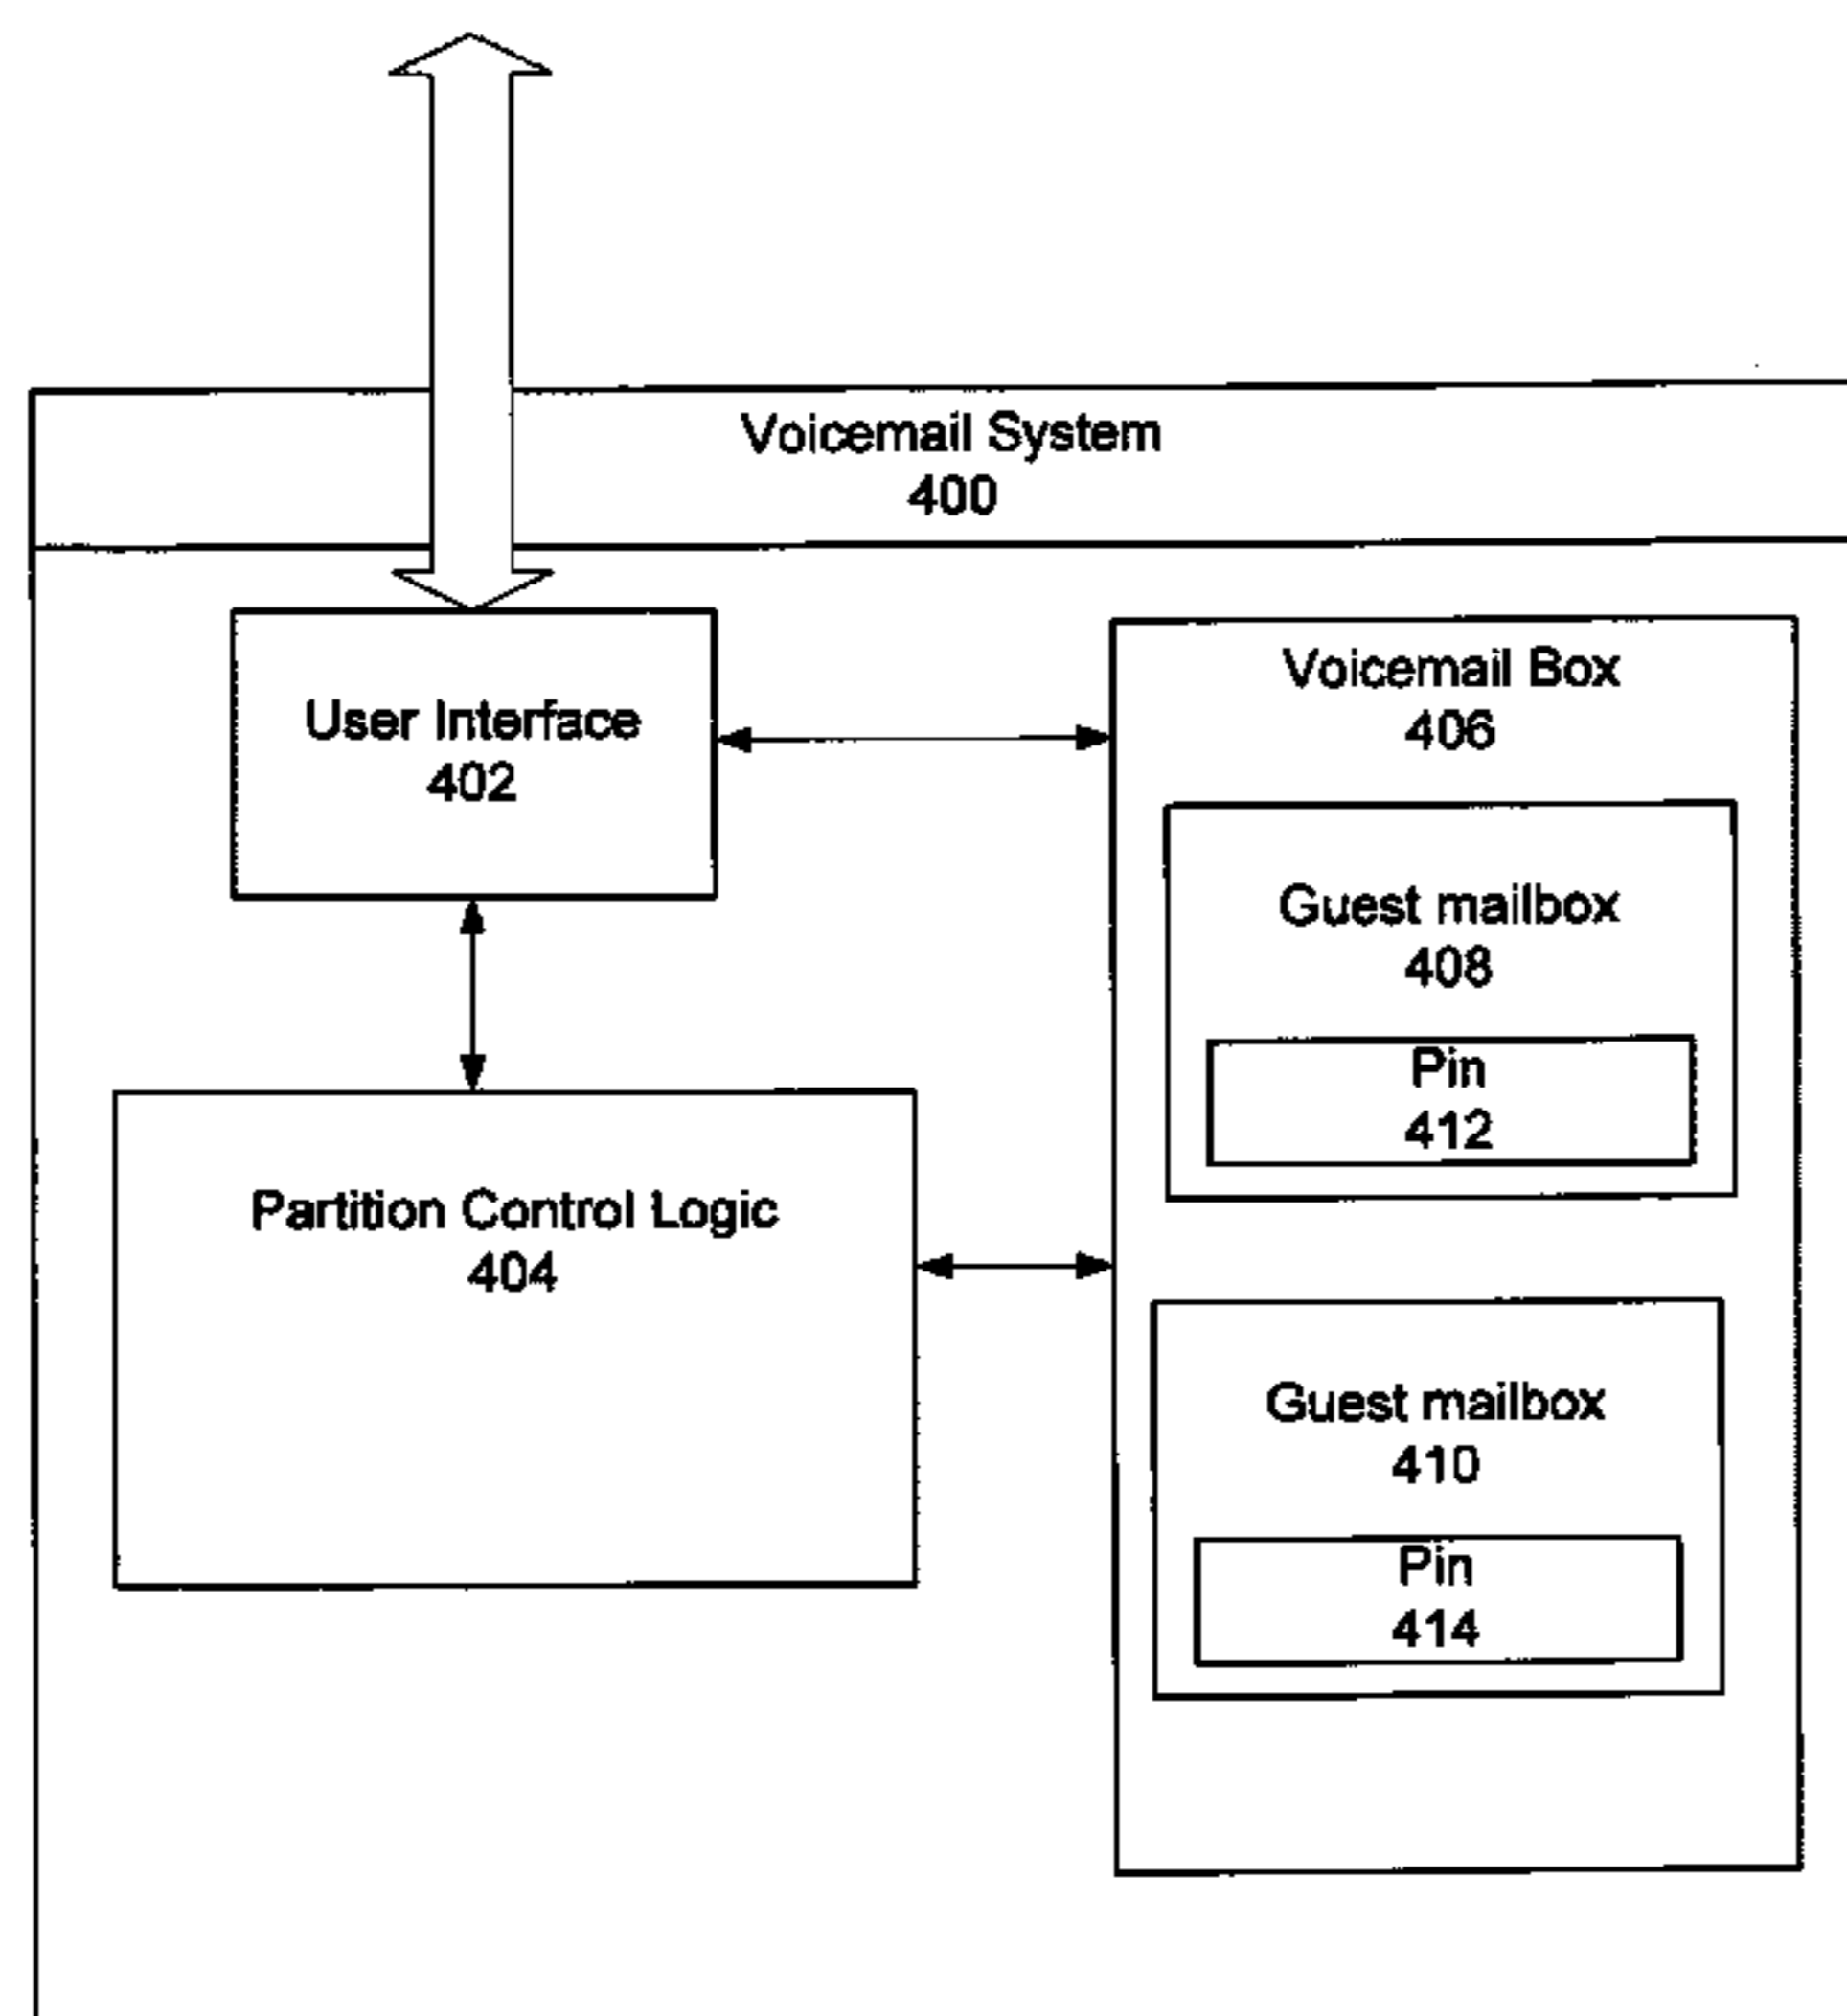 Voicemail System
400
User Interface
402
Voicemail Box
406
Guest mailbox
408
Pin
412
Partition Control Logic
404
Guest mailbox
410
Pin
414